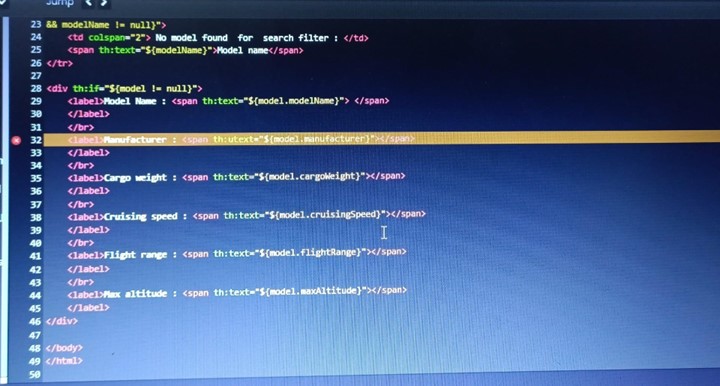 Jump < >
23 && modelName != null}">
24 <td colspan="2"> No model found for search filter : </td>
25 <span th:text="${modelName}">Model name</span>
26 </tr>
27
28 <div th:if="${model != null}">
29 <label>Model Name : <span th:text="${model.modelName}"> </span>
30 </label>
31 </br>
32 <label>Manufacturer : <span th:utext="${model.manufacturer}"></span>
33 </label>
34 </br>
35 <label>Cargo weight : <span th:text="${model.cargoWeight}"></span>
36 </label>
37 </br>
38 <label>Cruising speed : <span th:text="${model.cruisingSpeed}"></span>
39 </label>
40 </br>
41 <label>Flight range : <span th:text="${model.flightRange}"></span>
42 </label>
43 </br>
44 <label>Max altitude : <span th:text="${model.maxAltitude}"></span>
45 </label>
46 </div>
47
48 </body>
49 </html>
50